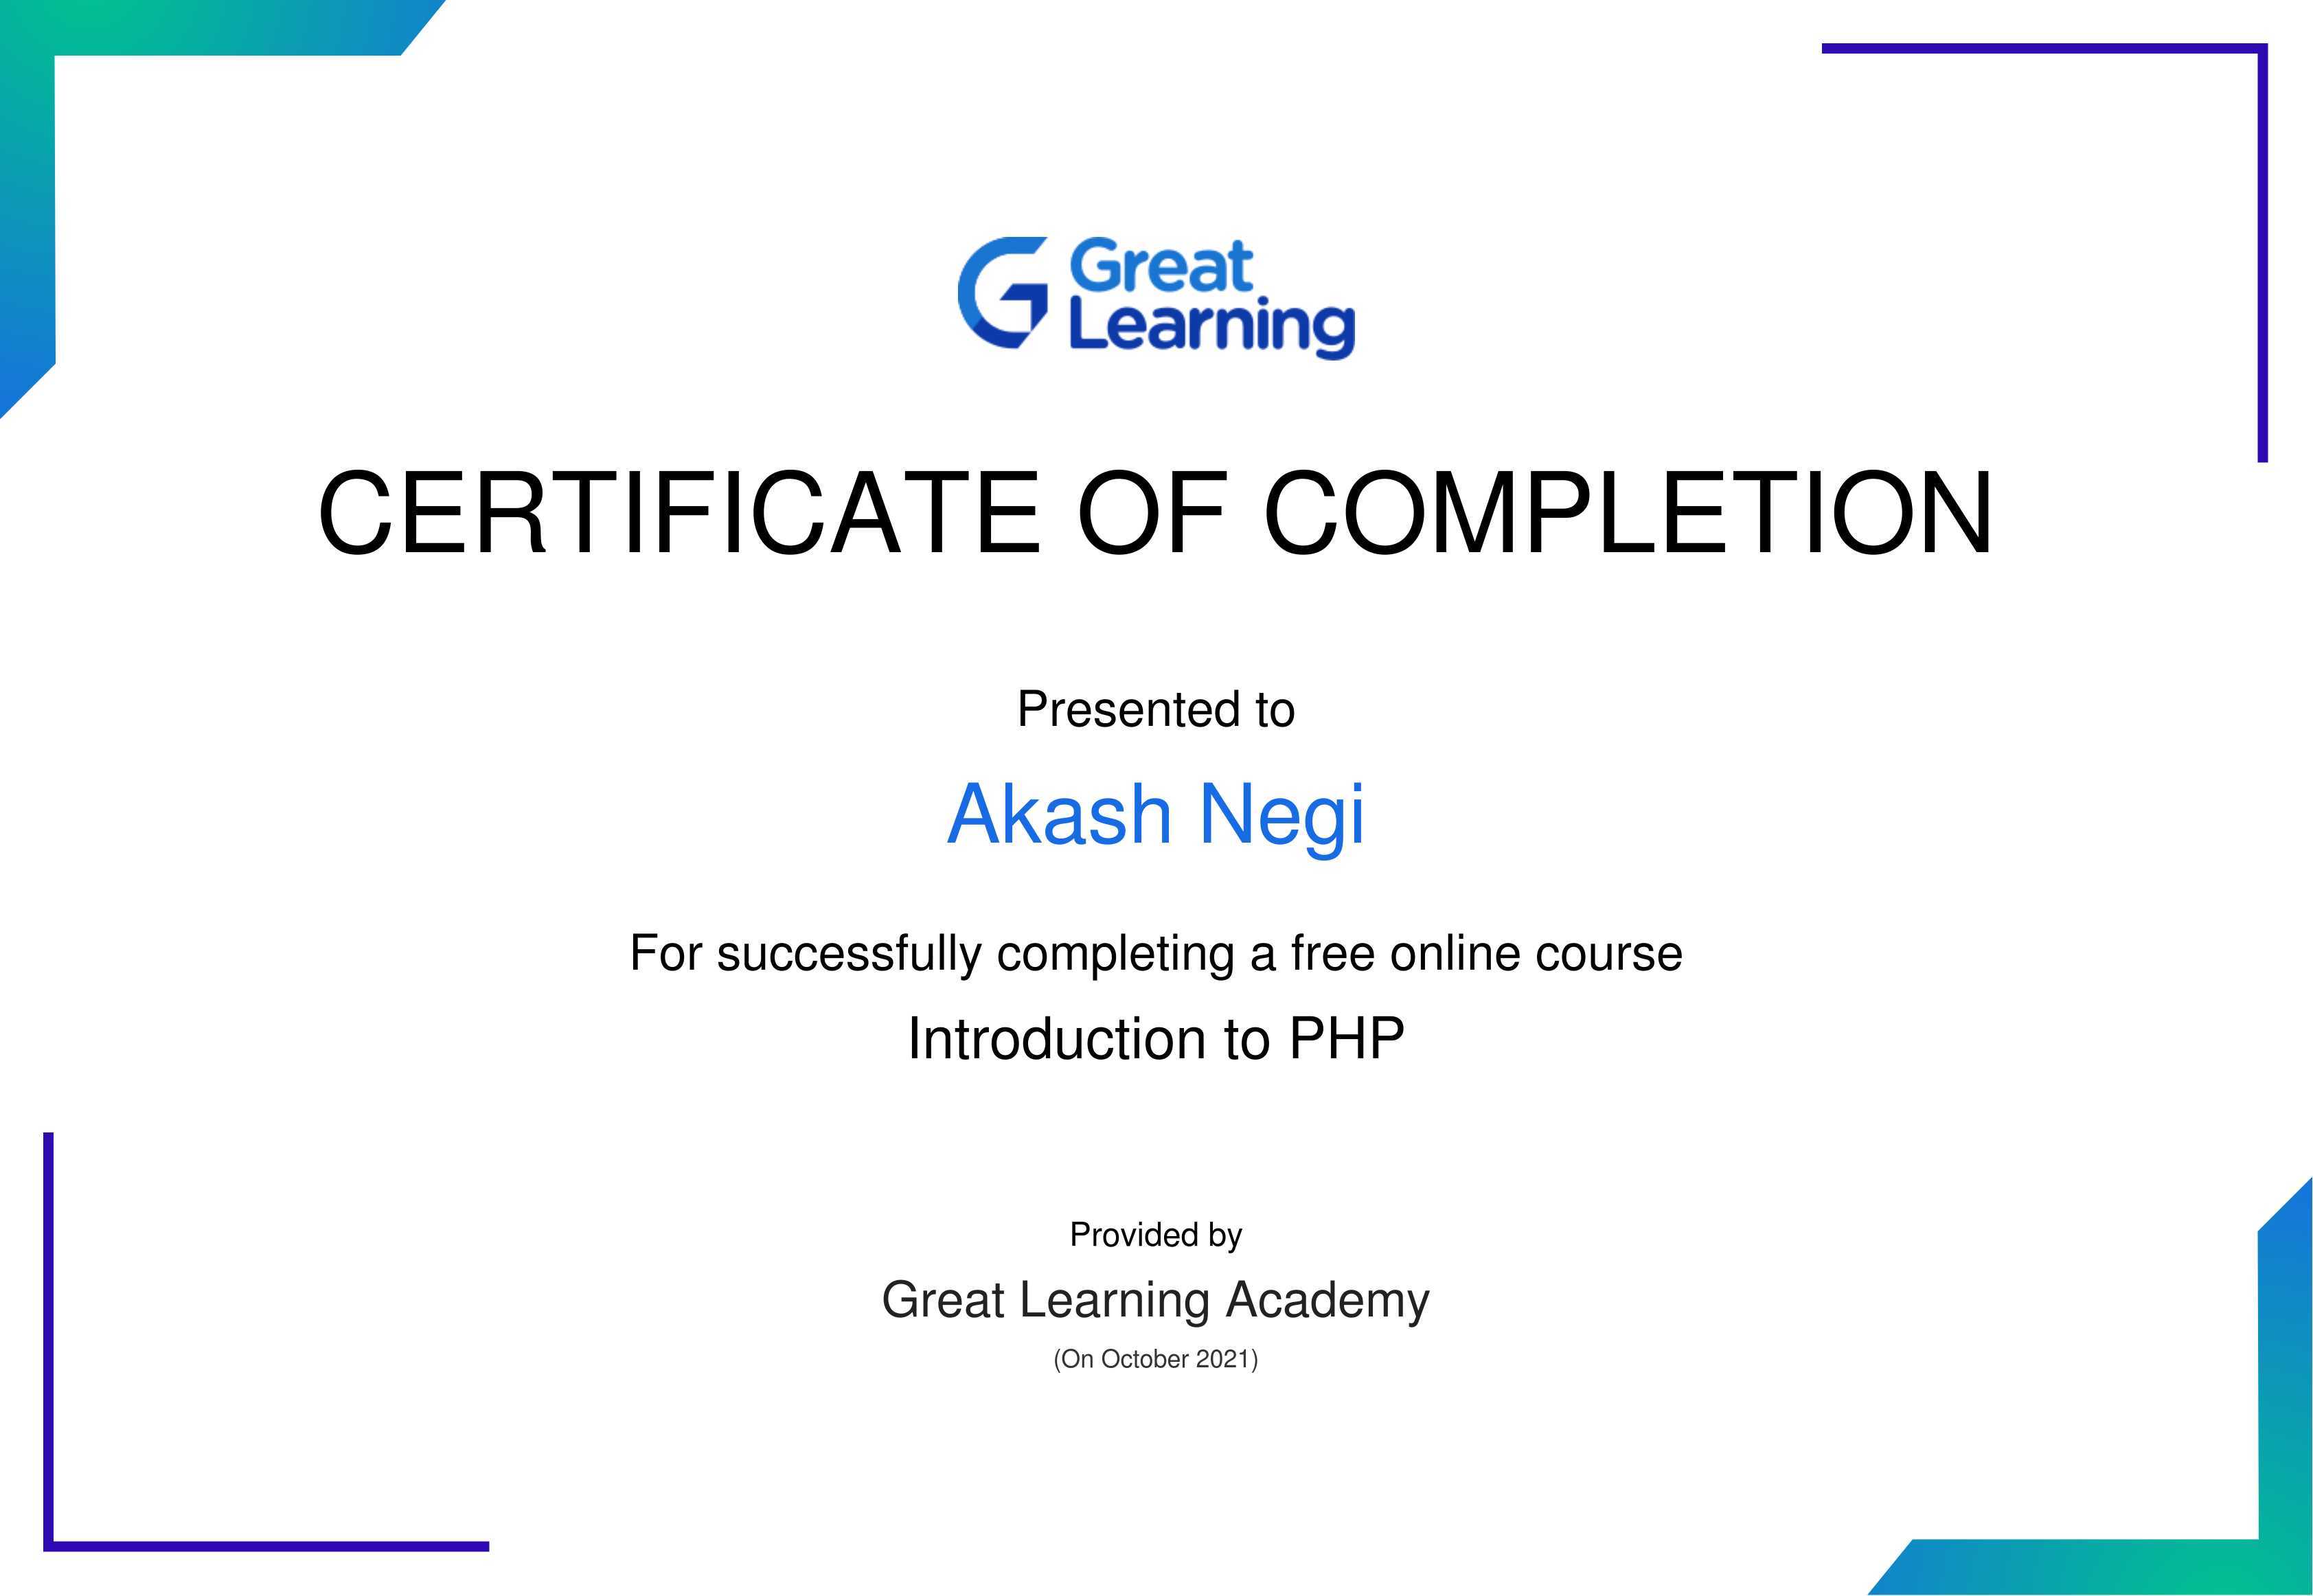 Great
Learning
CERTIFICATE OF COMPLETION
Presented to
Akash Negi
For successfully completing a free online course
Introduction to PHP
Provided by
Great Learning Academy
(On October 2021)